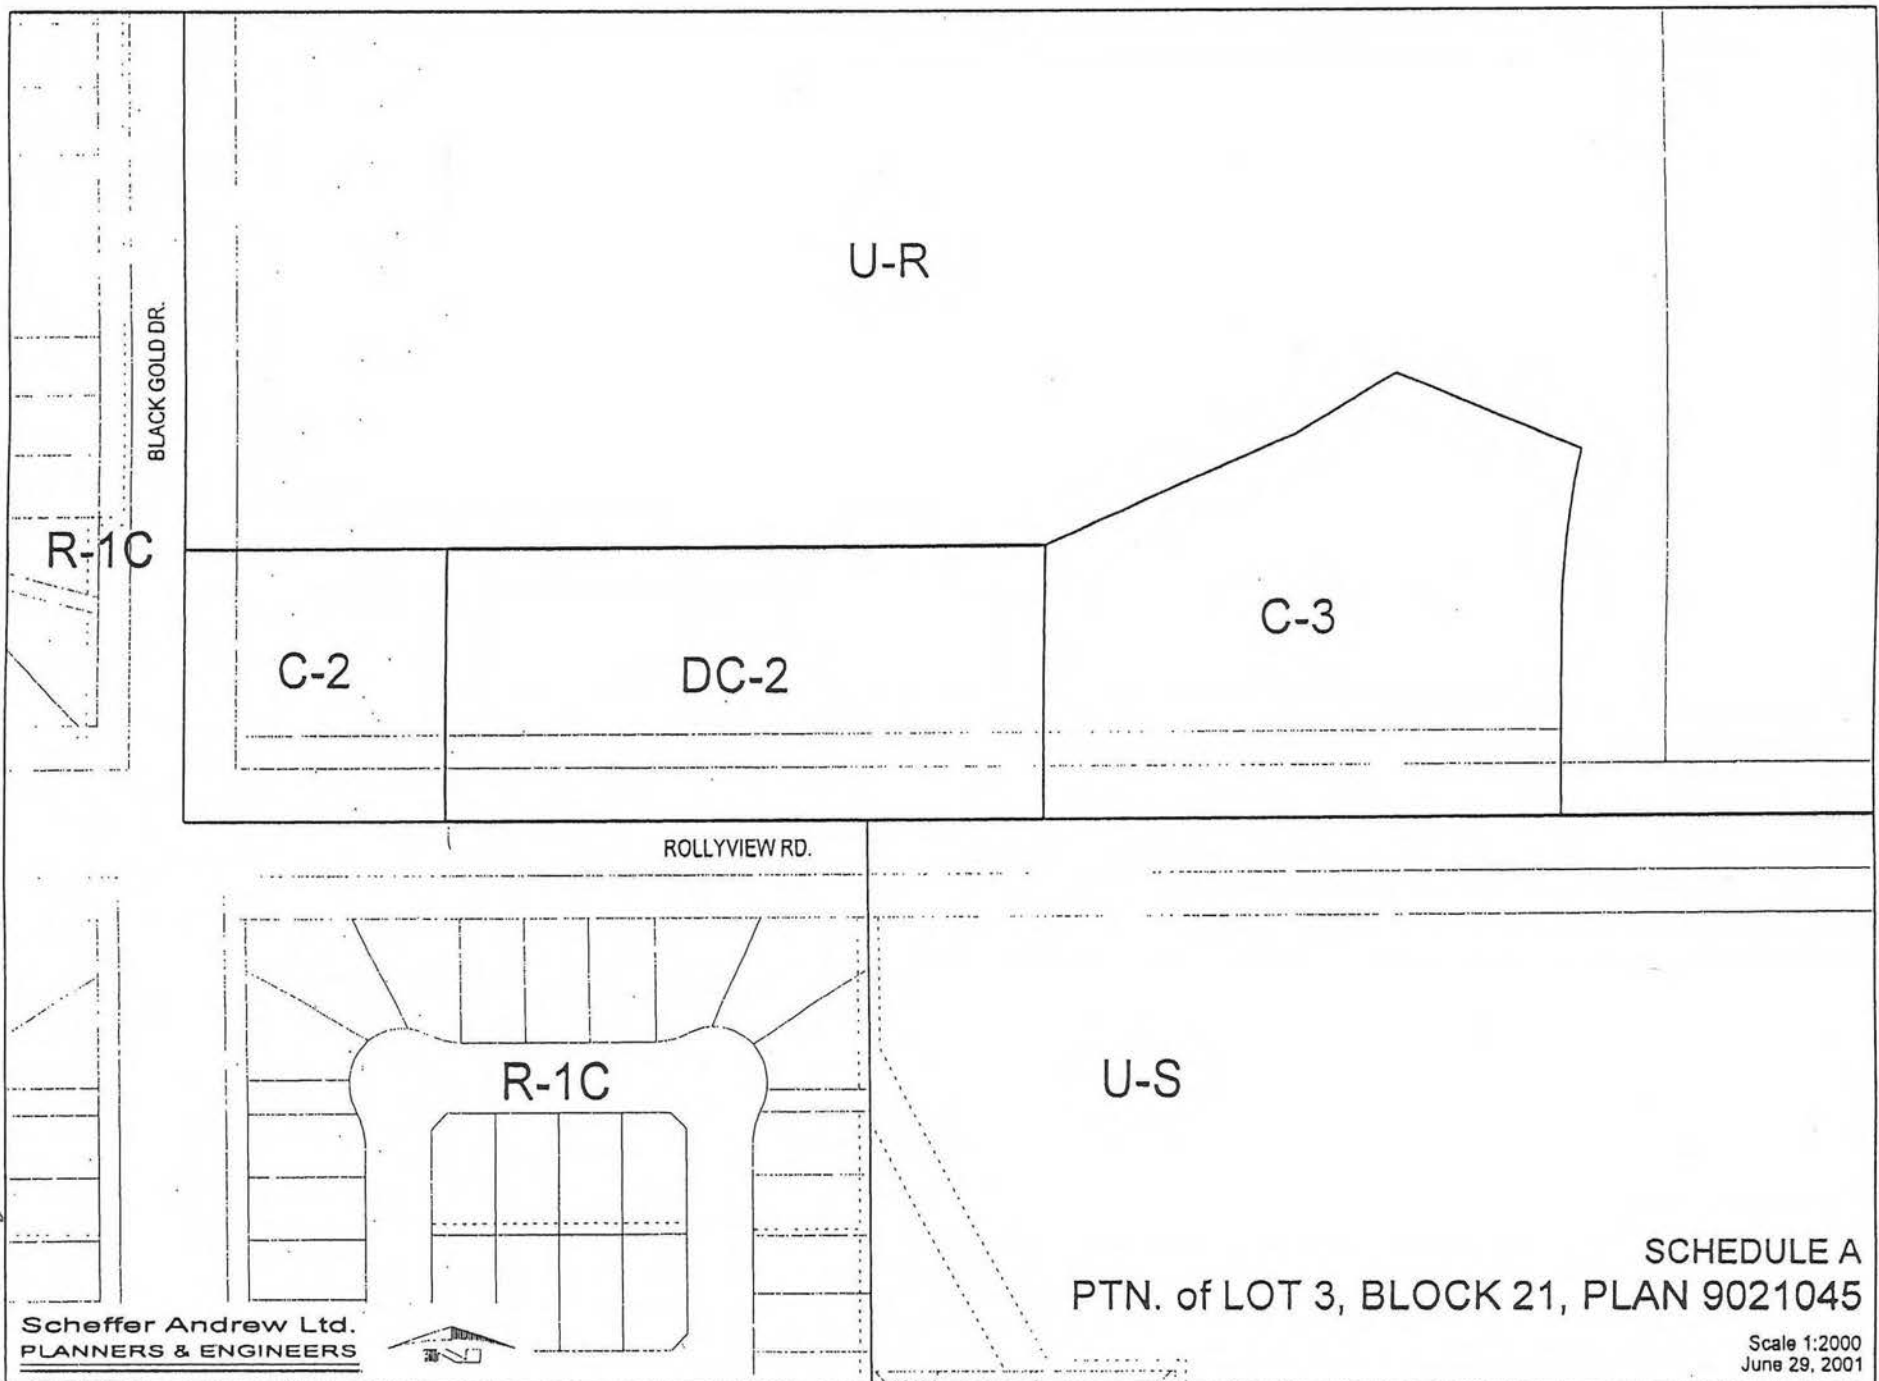 U-R
BLACK GOLD DR.
R-1C
C-2
DC-2
C-3
ROLLYVIEW RD.
R-1C
U-S
SCHEDULE A
PTN. of LOT 3, BLOCK 21, PLAN 9021045
Scale 1:2000
June 29, 2001
Scheffer Andrew Ltd.
PLANNERS & ENGINEERS